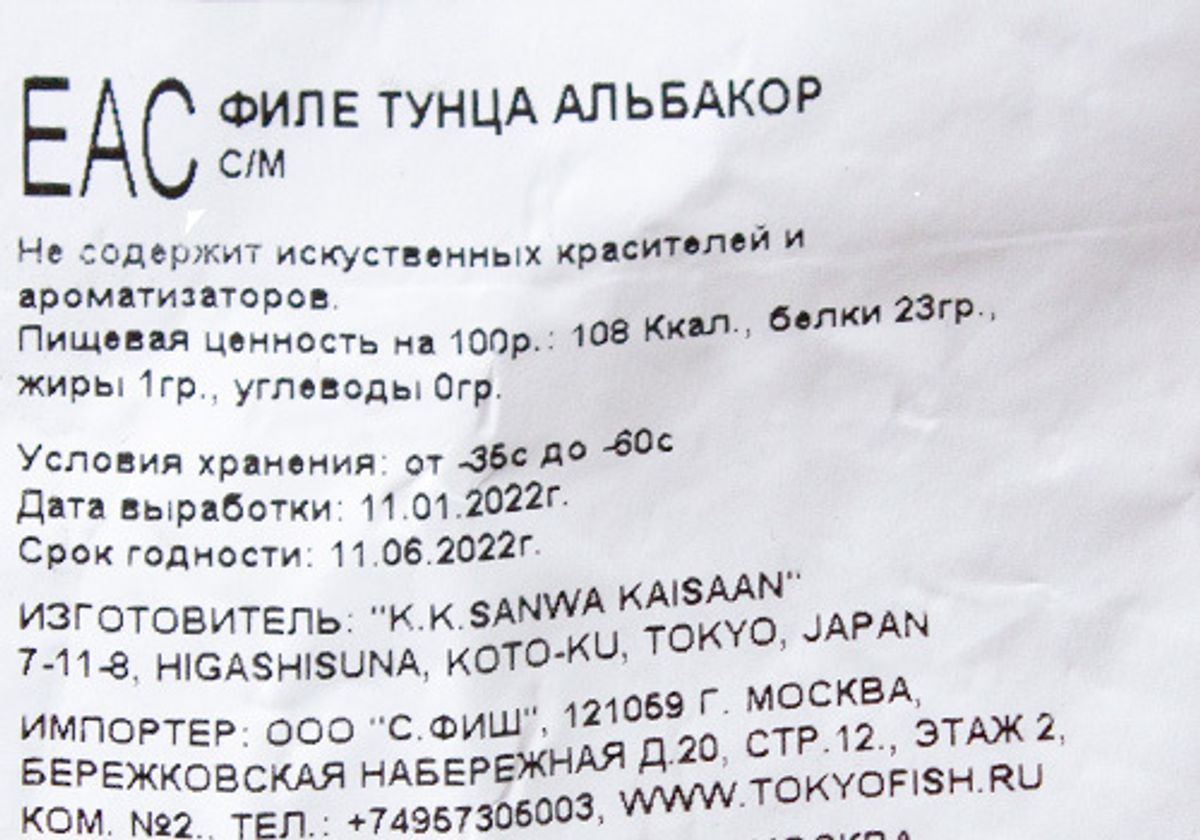 ЕАС ФИЛЕ ТУНЦА АЛЬБАКОР
С/М
Не содержит искуственных красителей и
ароматизаторов.
Пищевая ценность на 100р.: 108 Ккал., белки 23гр.,
жиры 1гр., углеводы 0гр.
Условия хранения: от -35с до -60с
Дата выработки: 11.01.2022г.
Срок годности: 11.06.2022г.
ИЗГОТОВИТЕЛЬ: "K.K.SANWA KAISAAN"
7-11-8, HIGASHISUNA, KOTO-KU, TOKYO, JAPAN
ИМПОРТЕР: ООО "С.ФИШ", 121059 Г. МОСКВА,
БЕРЕЖКОВСКАЯ НАБЕРЕЖНАЯ Д.20, СТР.12., ЭТАЖ 2,
КОМ. №2., ТЕЛ.: +74957305003, WWW.TOKYOFISH.RU